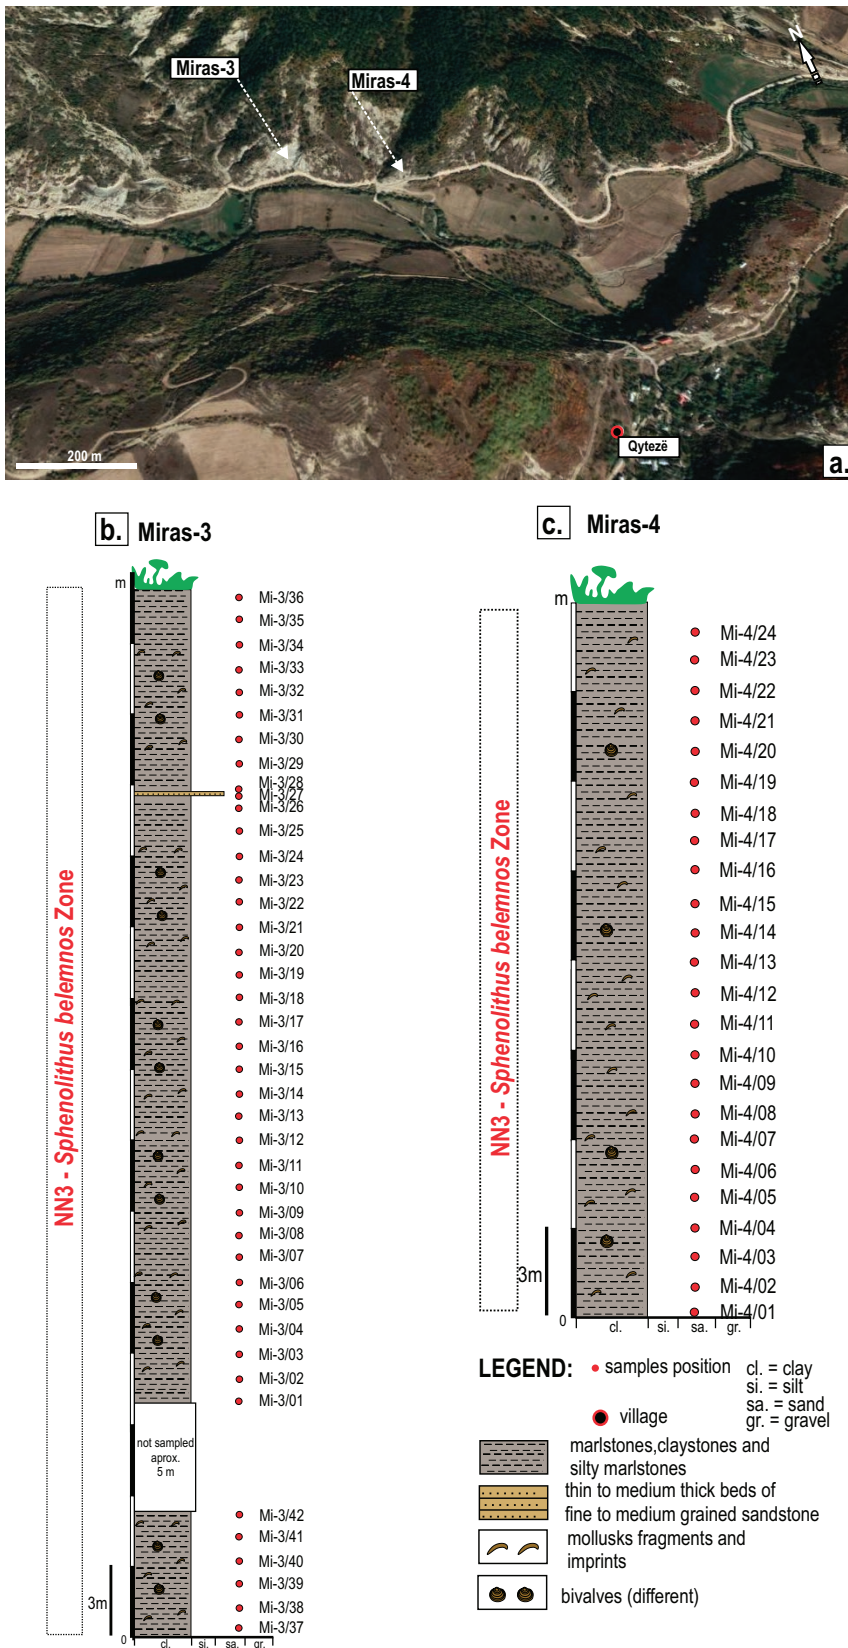 N
Miras-3
Miras-4
Qytezë
200 m
a.
b. Miras-3
m
NN3 - Sphenolithus belemnos Zone
Mi-3/36
Mi-3/35
Mi-3/34
Mi-3/33
Mi-3/32
Mi-3/31
Mi-3/30
Mi-3/29
Mi-3/28
Mi-3/27
Mi-3/26
Mi-3/25
Mi-3/24
Mi-3/23
Mi-3/22
Mi-3/21
Mi-3/20
Mi-3/19
Mi-3/18
Mi-3/17
Mi-3/16
Mi-3/15
Mi-3/14
Mi-3/13
Mi-3/12
Mi-3/11
Mi-3/10
Mi-3/09
Mi-3/08
Mi-3/07
Mi-3/06
Mi-3/05
Mi-3/04
Mi-3/03
Mi-3/02
Mi-3/01
not sampled
aprox.
5 m
Mi-3/42
Mi-3/41
Mi-3/40
Mi-3/39
Mi-3/38
Mi-3/37
3m
0
cl. si. sa. gr.
c. Miras-4
m
NN3 - Sphenolithus belemnos Zone
Mi-4/24
Mi-4/23
Mi-4/22
Mi-4/21
Mi-4/20
Mi-4/19
Mi-4/18
Mi-4/17
Mi-4/16
Mi-4/15
Mi-4/14
Mi-4/13
Mi-4/12
Mi-4/11
Mi-4/10
Mi-4/09
Mi-4/08
Mi-4/07
Mi-4/06
Mi-4/05
Mi-4/04
Mi-4/03
Mi-4/02
Mi-4/01
3m
0
cl. si. sa. gr.
LEGEND:
samples position
village
cl. = clay
si. = silt
sa. = sand
gr. = gravel
marlstones,claystones and
silty marlstones
thin to medium thick beds of
fine to medium grained sandstone
mollusks fragments and
imprints
bivalves (different)